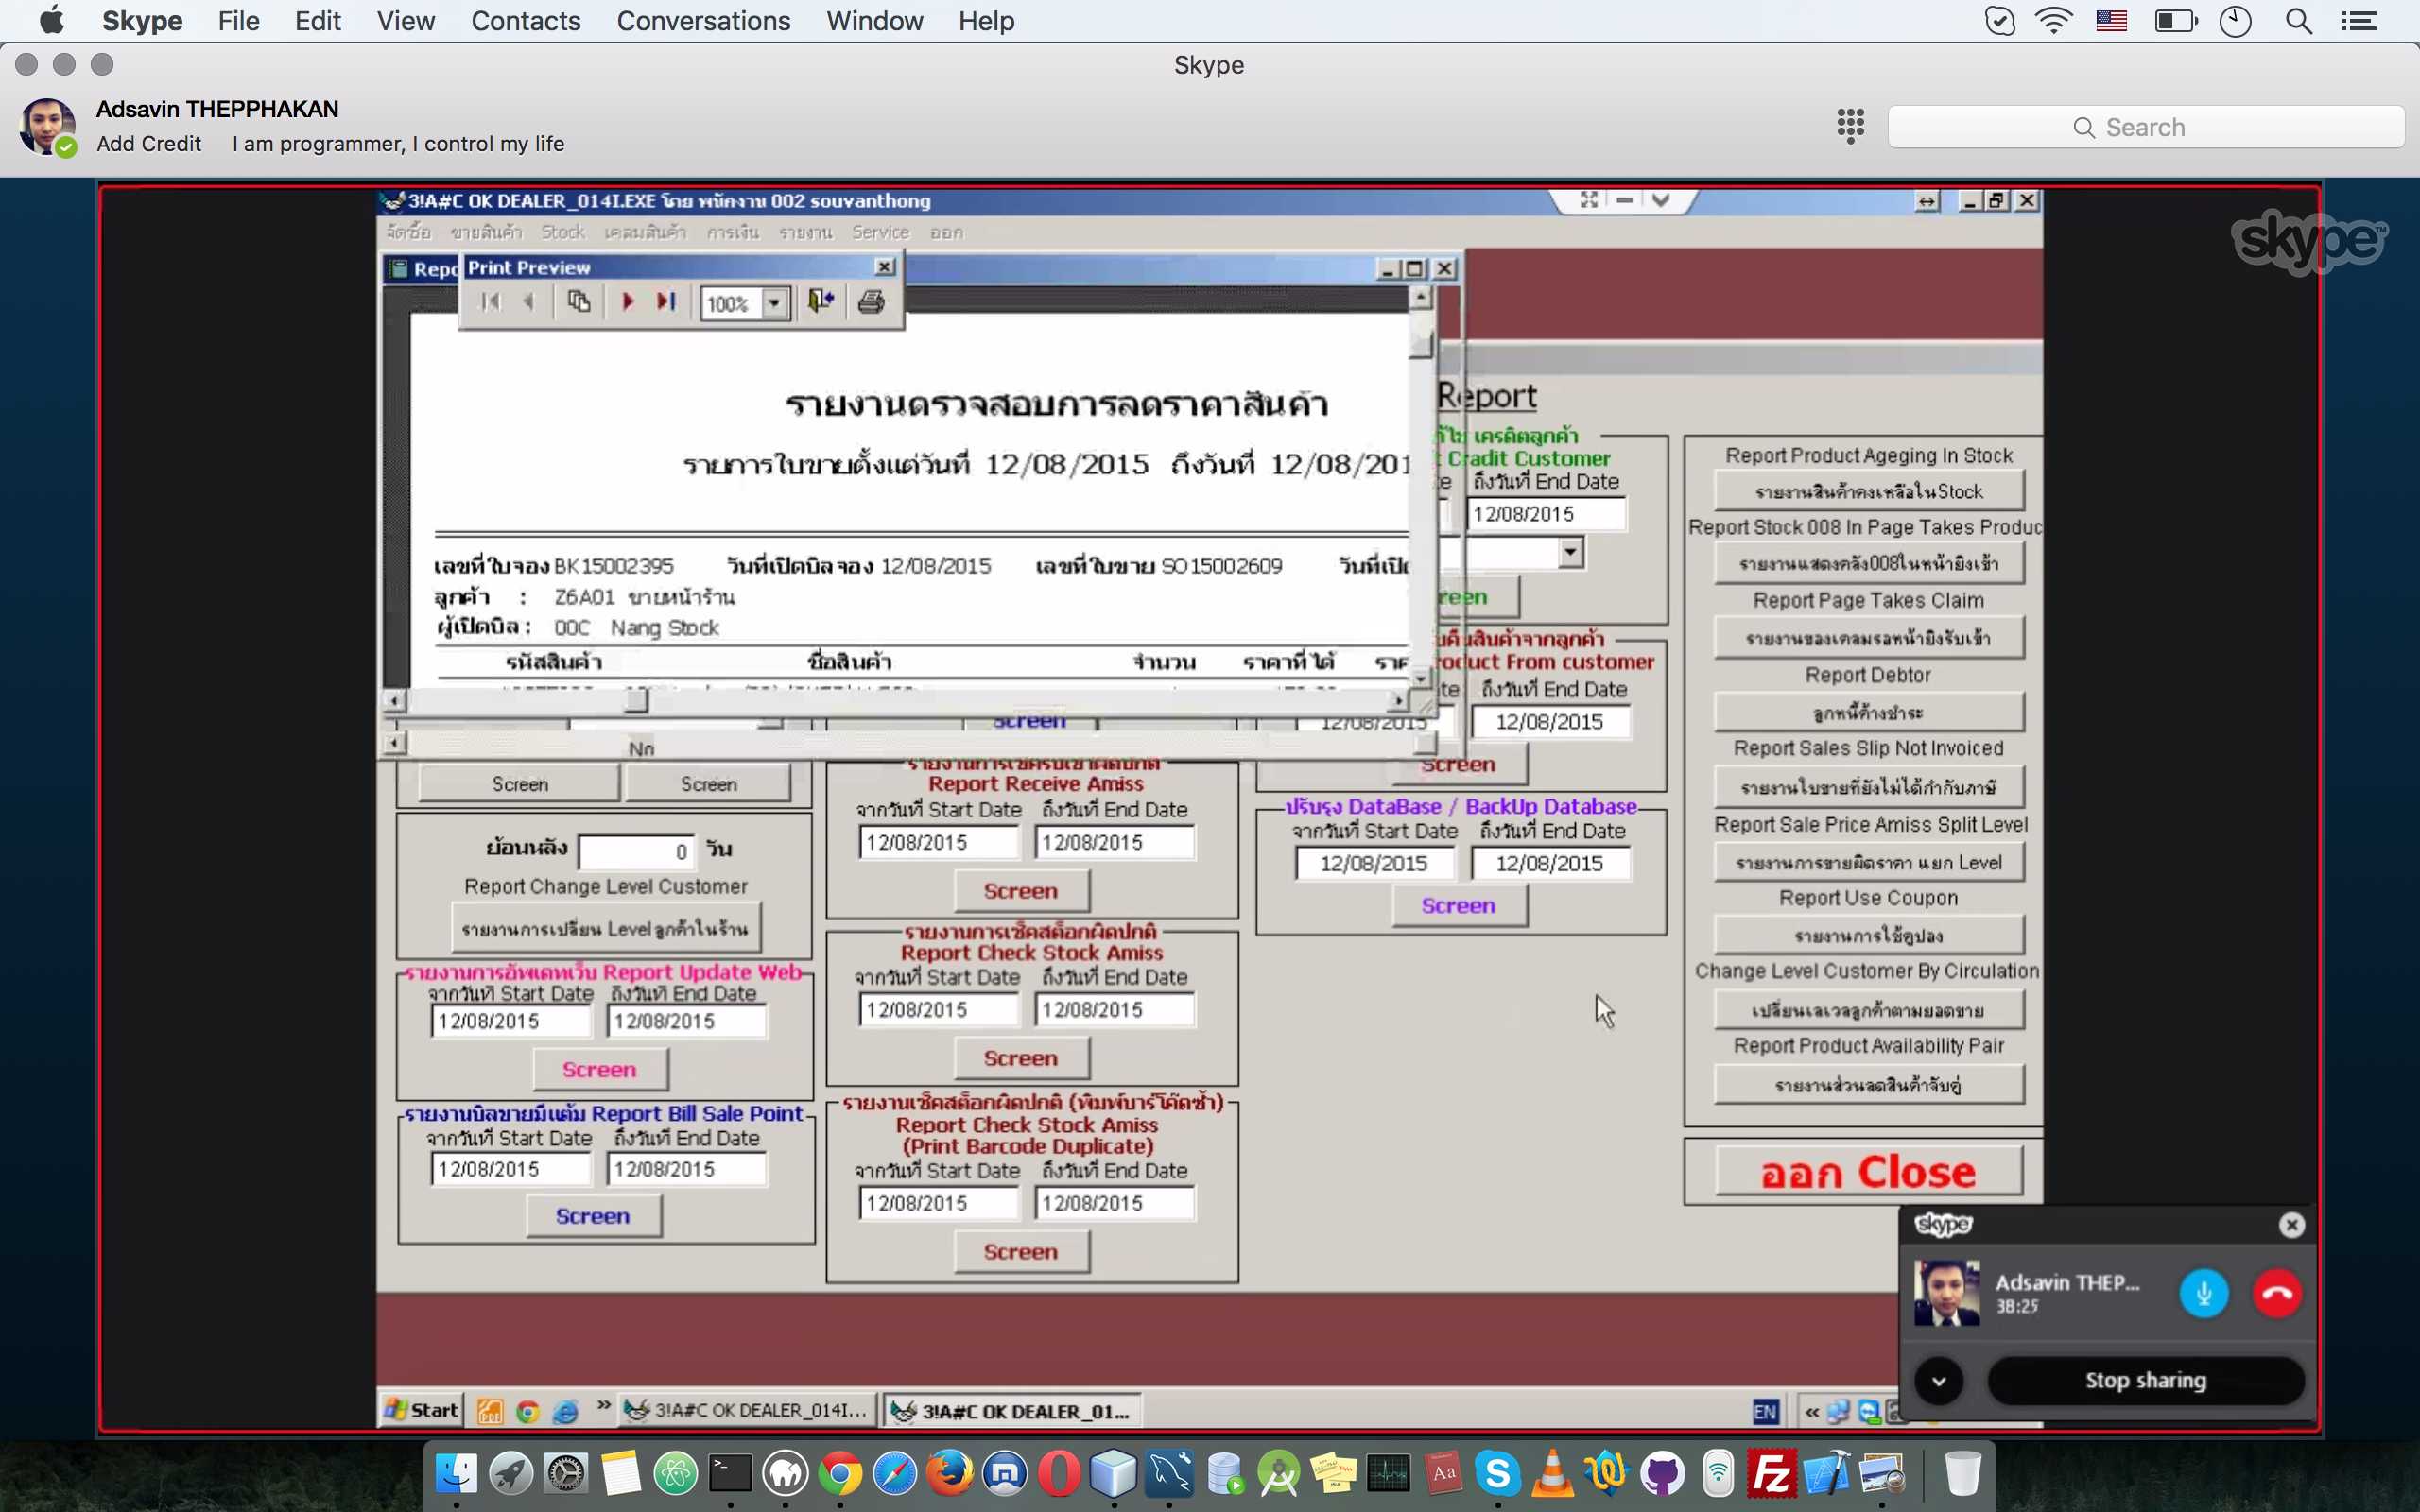 Skype File Edit View Contacts Conversations Window Help
Skype
Adsavin THEPPHAKAN
Add Credit I am programmer, I control my life
Search
skype
3!A#C OK DEALER_014I.EXE โดย พนักงาน 002 souvanthong
จัดซื้อ ขายสินค้า Stock เคลมสินค้า การเงิน รายงาน Service ออก
Repo
Print Preview
100%
รายงานตรวจสอบการลดราคาสินค้า
รายการใบขายตั้งแต่วันที่ 12/08/2015 ถึงวันที่ 12/08/201
เลขที่ใบจอง BK15002395 วันที่เปิดบิลจอง 12/08/2015 เลขที่ใบขาย SO15002609 วันที่เปิด
ลูกค้า : Z6A01 ขายหน้าร้าน
ผู้เปิดบิล : 00C Nang Stock
รหัสสินค้า ชื่อสินค้า จำนวน ราคาที่ได้ ราค
Screen
No
Screen Screen
ย้อนหลัง 0 วัน
Report Change Level Customer
รายงานการเปลี่ยน Levelลูกค้าในร้าน
รายงานการอัพเดทเว็บ Report Update Web
จากวันที่ Start Date ถึงวันที่ End Date
12/08/2015 12/08/2015
Screen
รายงานบิลขายมีแต้ม Report Bill Sale Point
จากวันที่ Start Date ถึงวันที่ End Date
12/08/2015 12/08/2015
Screen
Report Receive Amiss
จากวันที่ Start Date ถึงวันที่ End Date
12/08/2015 12/08/2015
Screen
รายงานการเช็คสต็อกผิดปกติ
Report Check Stock Amiss
จากวันที่ Start Date ถึงวันที่ End Date
12/08/2015 12/08/2015
Screen
รายงานเช็คสต็อกผิดปกติ (พิมพ์บาร์โค๊ดซ้ำ)
Report Check Stock Amiss
(Print Barcode Duplicate)
จากวันที่ Start Date ถึงวันที่ End Date
12/08/2015 12/08/2015
Screen
Report
เครดิตลูกค้า
Cradit Customer
ถึงวันที่ End Date
12/08/2015
reen
คืนสินค้าจากลูกค้า
roduct From customer
ถึงวันที่ End Date
12/08/2015 12/08/2015
Screen
ปรับรุง DataBase / BackUp Database
จากวันที่ Start Date ถึงวันที่ End Date
12/08/2015 12/08/2015
Screen
Report Product Ageging In Stock
รายงานสินค้าคงเหลือในStock
Report Stock 008 In Page Takes Produc
รายงานแสดงคลัง008ในหน้ายิงเข้า
Report Page Takes Claim
รายงานของเคลมรอหน้ายิงรับเข้า
Report Debtor
ลูกหนี้ค้างชำระ
Report Sales Slip Not Invoiced
รายงานใบขายที่ยังไม่ได้กำกับภาษี
Report Sale Price Amiss Split Level
รายงานการขายผิดราคา แยก Level
Report Use Coupon
รายงานการใช้คูปอง
Change Level Customer By Circulation
เปลี่ยนเลเวลลูกค้าตามยอดขาย
Report Product Availability Pair
รายงานส่วนลดสินค้าจับคู่
ออก Close
skype
Adsavin THEP...
38:25
Stop sharing
Start » 3!A#C OK DEALER_014I... 3!A#C OK DEALER_01... EN «